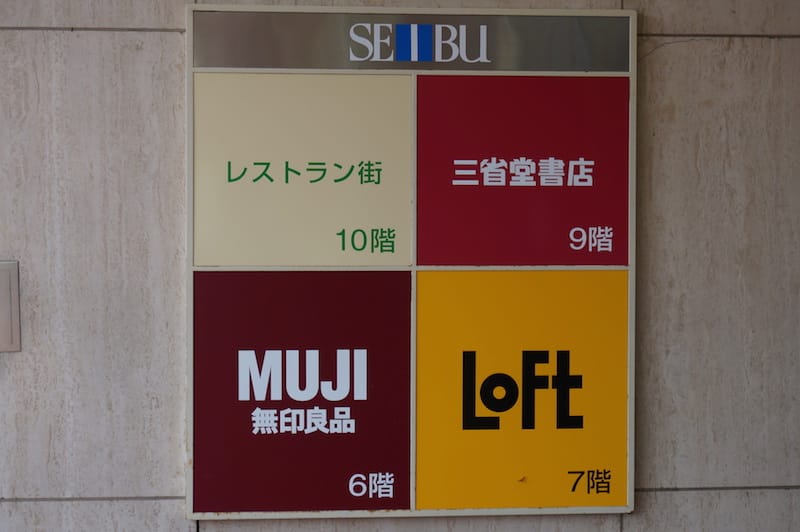 SEIBU
レストラン街
10階
三省堂書店
9階
MUJI
無印良品
6階
LoFt
7階